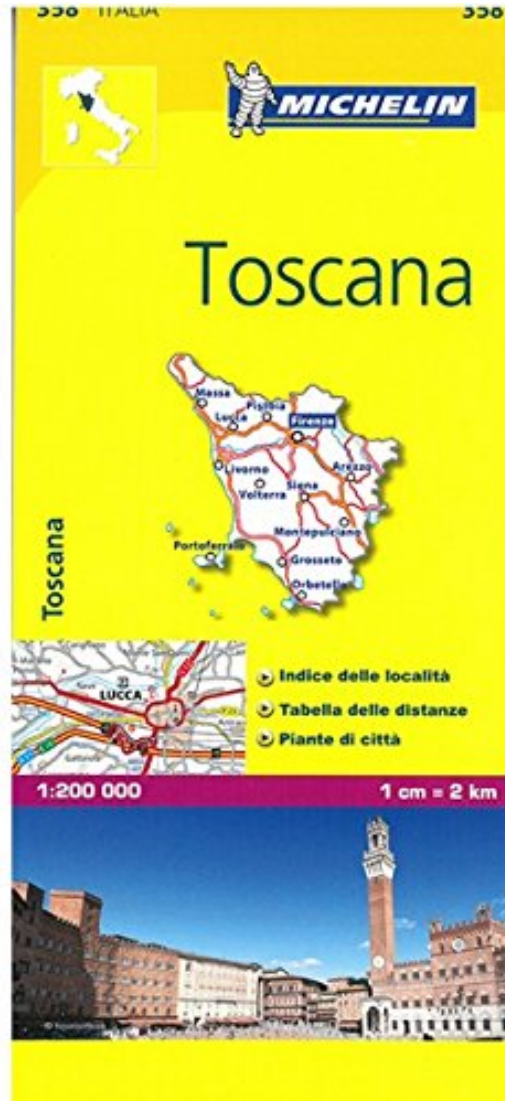 358 ITALIA 358
MICHELIN
Toscana
Massa
Pistoia
Lucca
Firenze
Livorno
Arezzo
Volterra
Siena
Montepulciano
Portoferraio
Grosseto
Orbetello
Toscana
LUCCA
Indice delle località
Tabella delle distanze
Piante di città
1:200 000 1 cm = 2 km